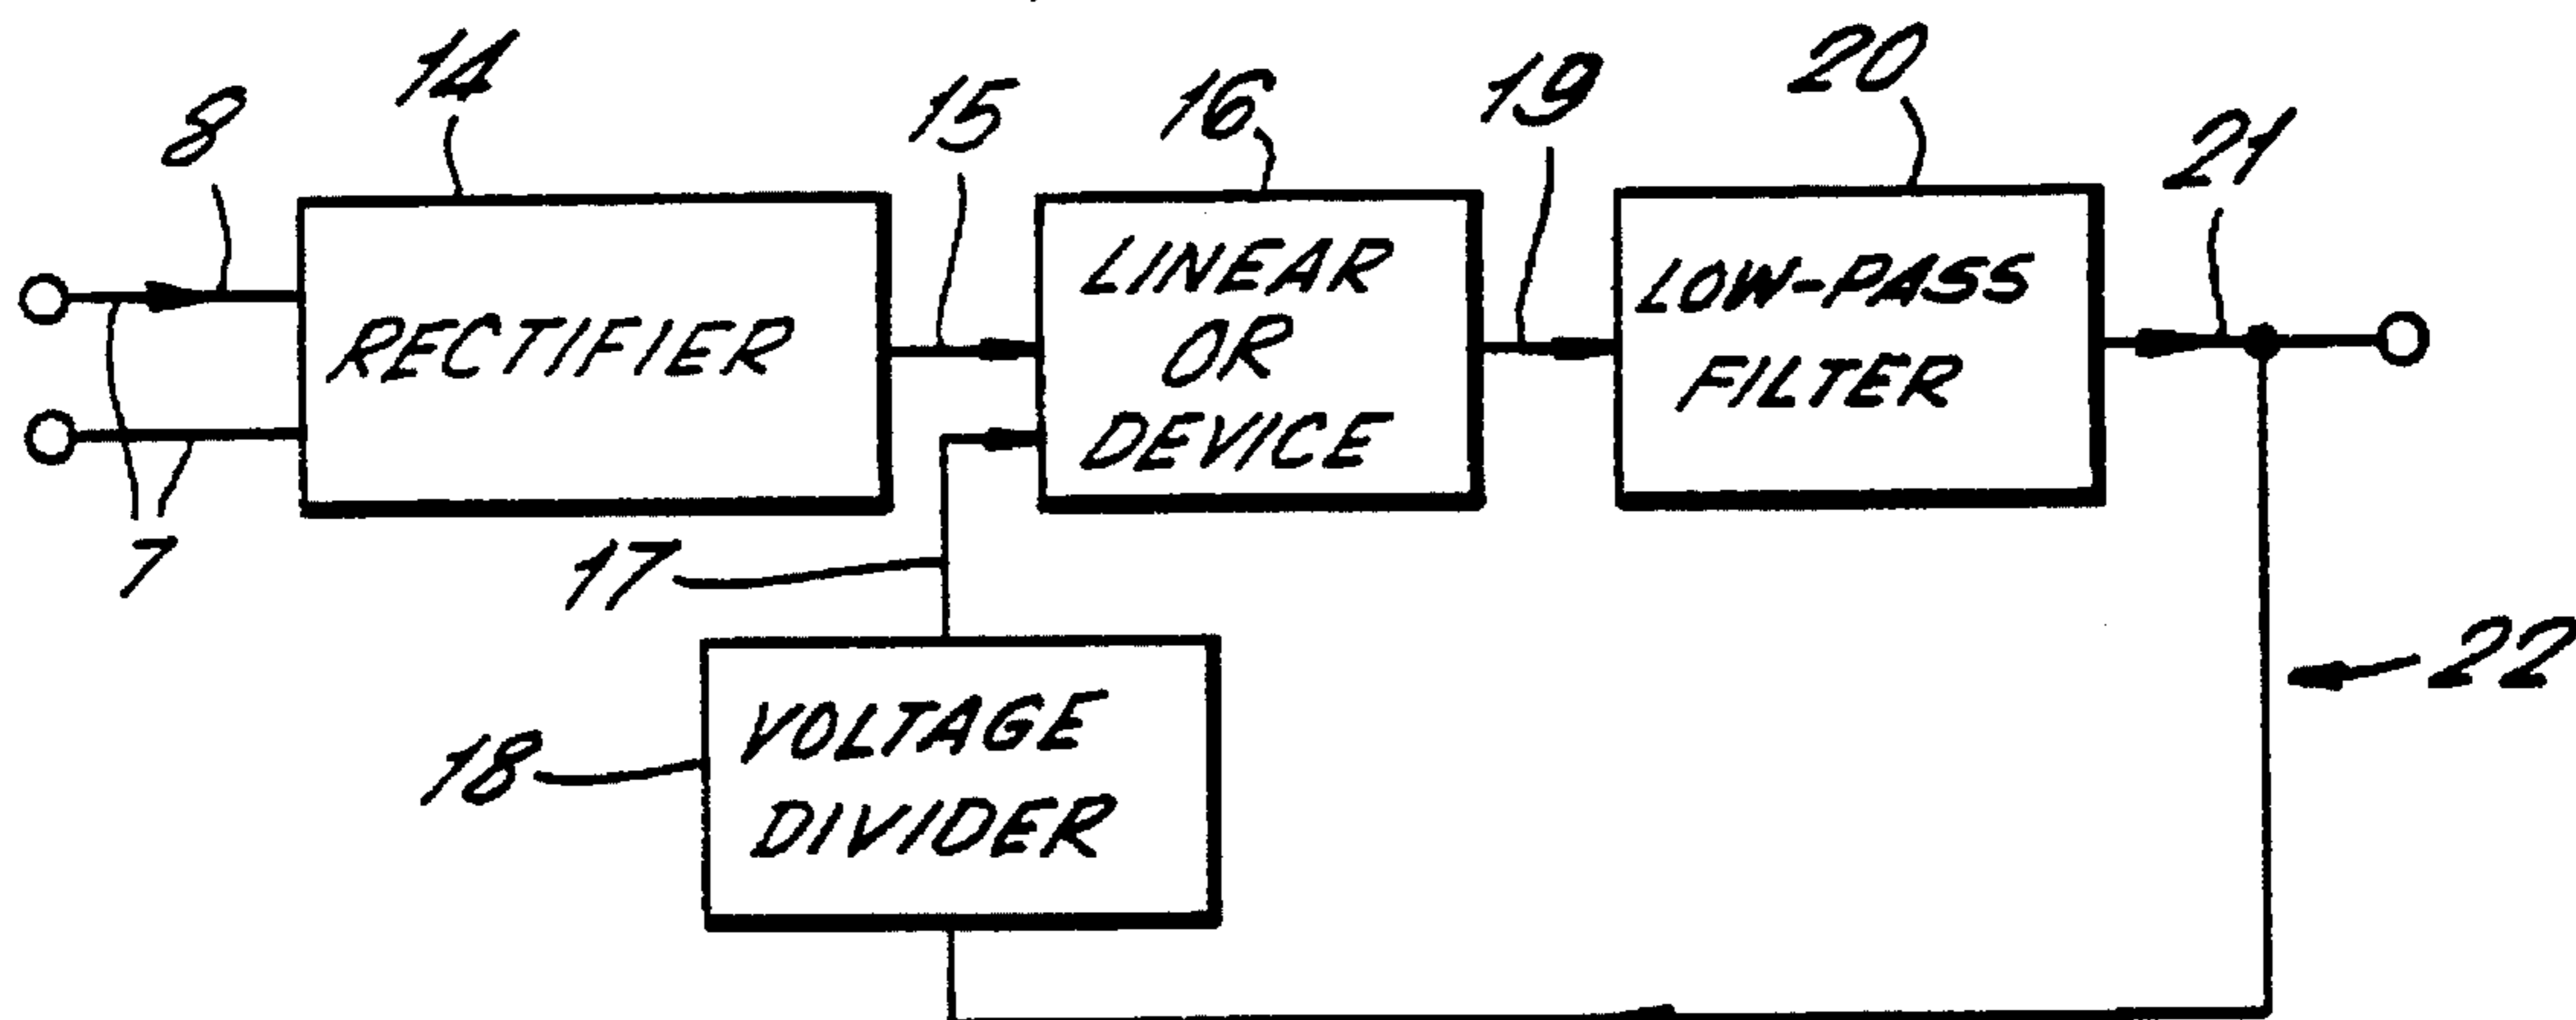 8
14
15
16
19
20
21
RECTIFIER
LINEAR
OR
DEVICE
LOW-PASS
FILTER
7
17
18
VOLTAGE
DIVIDER
22